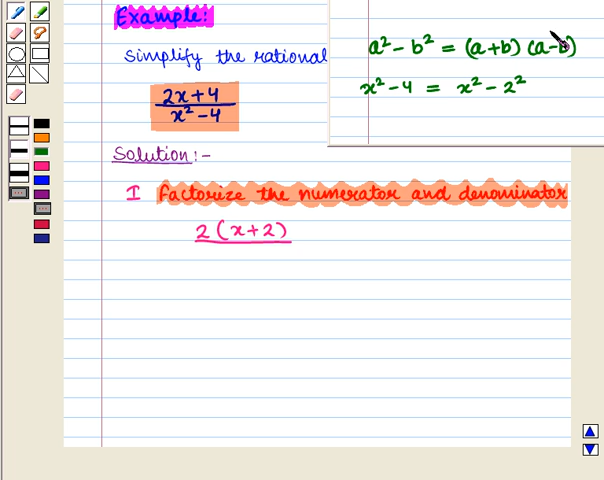 Example:
Simplify the rational
2x+4
x² - 4
a² - b² = (a+b) (a-b)
x² - 4 = x² - 2²
Solution:-
I Factorize the numerator and denominator
2 (x+2)